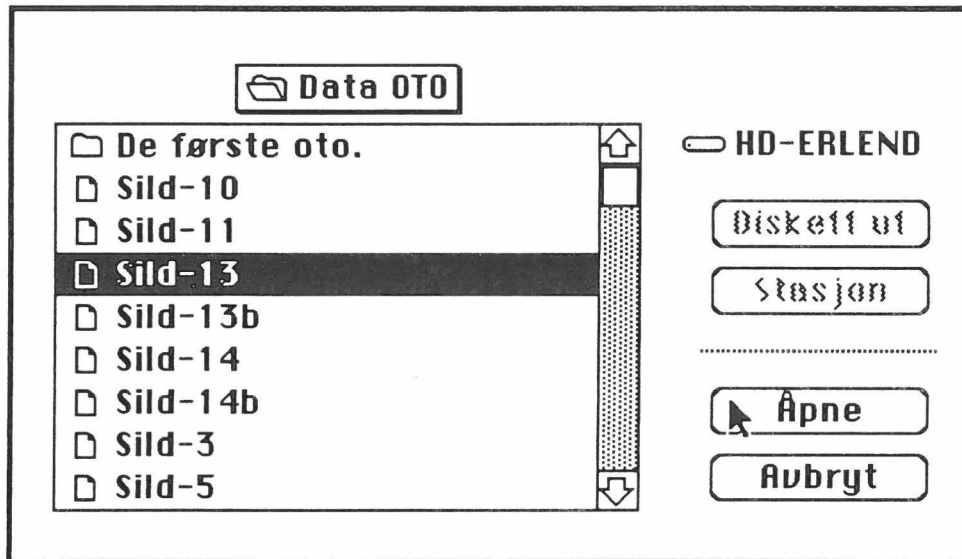 Data OTO
De første oto.
Sild-10
Sild-11
Sild-13
Sild-13b
Sild-14
Sild-14b
Sild-3
Sild-5
HD-ERLEND
Diskett ut
Stasjon
Åpne
Avbryt